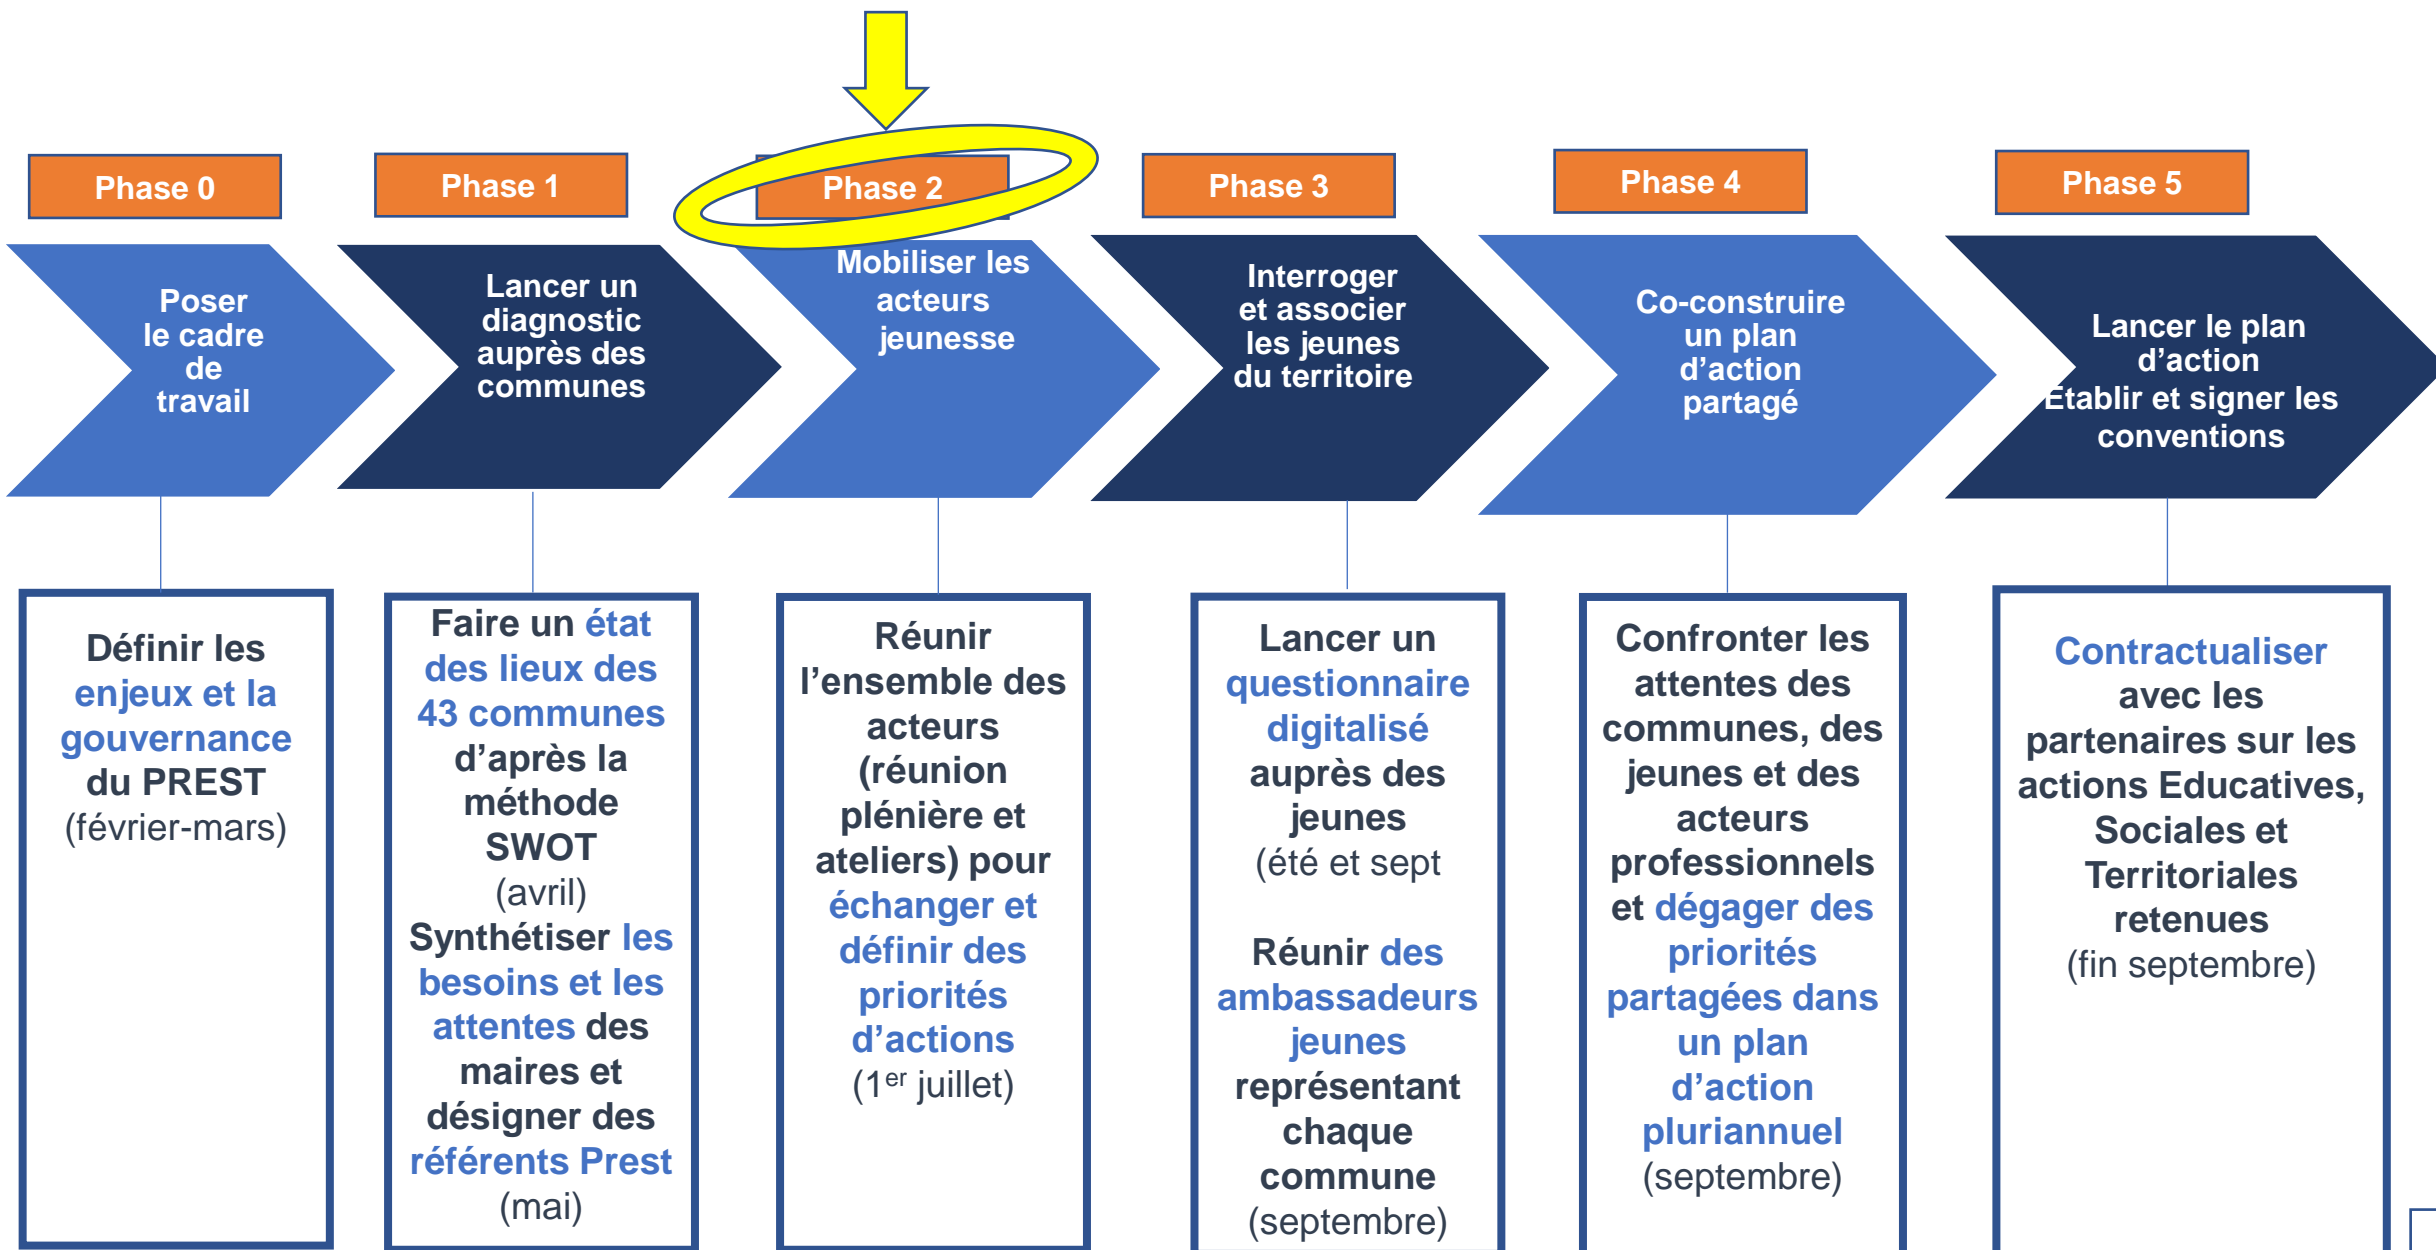 Phase 0
Phase 1
Phase 2
Phase 3
Phase 4
Phase 5
Poser
le cadre
de
travail
Lancer un
diagnostic
auprès des
communes
Mobiliser les
acteurs
jeunesse
Interroger
et associer
les jeunes
du territoire
Co-construire
un plan
d’action
partagé
Lancer le plan
d’action
Etablir et signer les
conventions
Définir les
enjeux et la
gouvernance
du PREST
(février-mars)
Faire un état
des lieux des
43 communes
d’après la
méthode
SWOT
(avril)
Synthétiser les
besoins et les
attentes des
maires et
désigner des
référents Prest
(mai)
Réunir
l’ensemble des
acteurs
(réunion
plénière et
ateliers) pour
échanger et
définir des
priorités
d’actions
(1er juillet)
Lancer un
questionnaire
digitalisé
auprès des
jeunes
(été et sept
Réunir des
ambassadeurs
jeunes
représentant
chaque
commune
(septembre)
Confronter les
attentes des
communes, des
jeunes et des
acteurs
professionnels
et dégager des
priorités
partagées dans
un plan
d’action
pluriannuel
(septembre)
Contractualiser
avec les
partenaires sur les
actions Educatives,
Sociales et
Territoriales
retenues
(fin septembre)